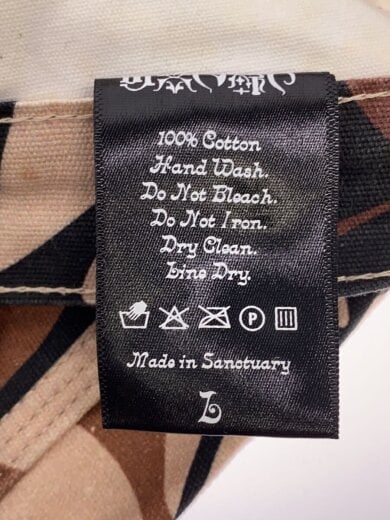 100% Cotton
Hand Wash.
Do Not Bleach.
Do Not Iron.
Dry Clean.
Line Dry.
P
Made in Sanctuary
L